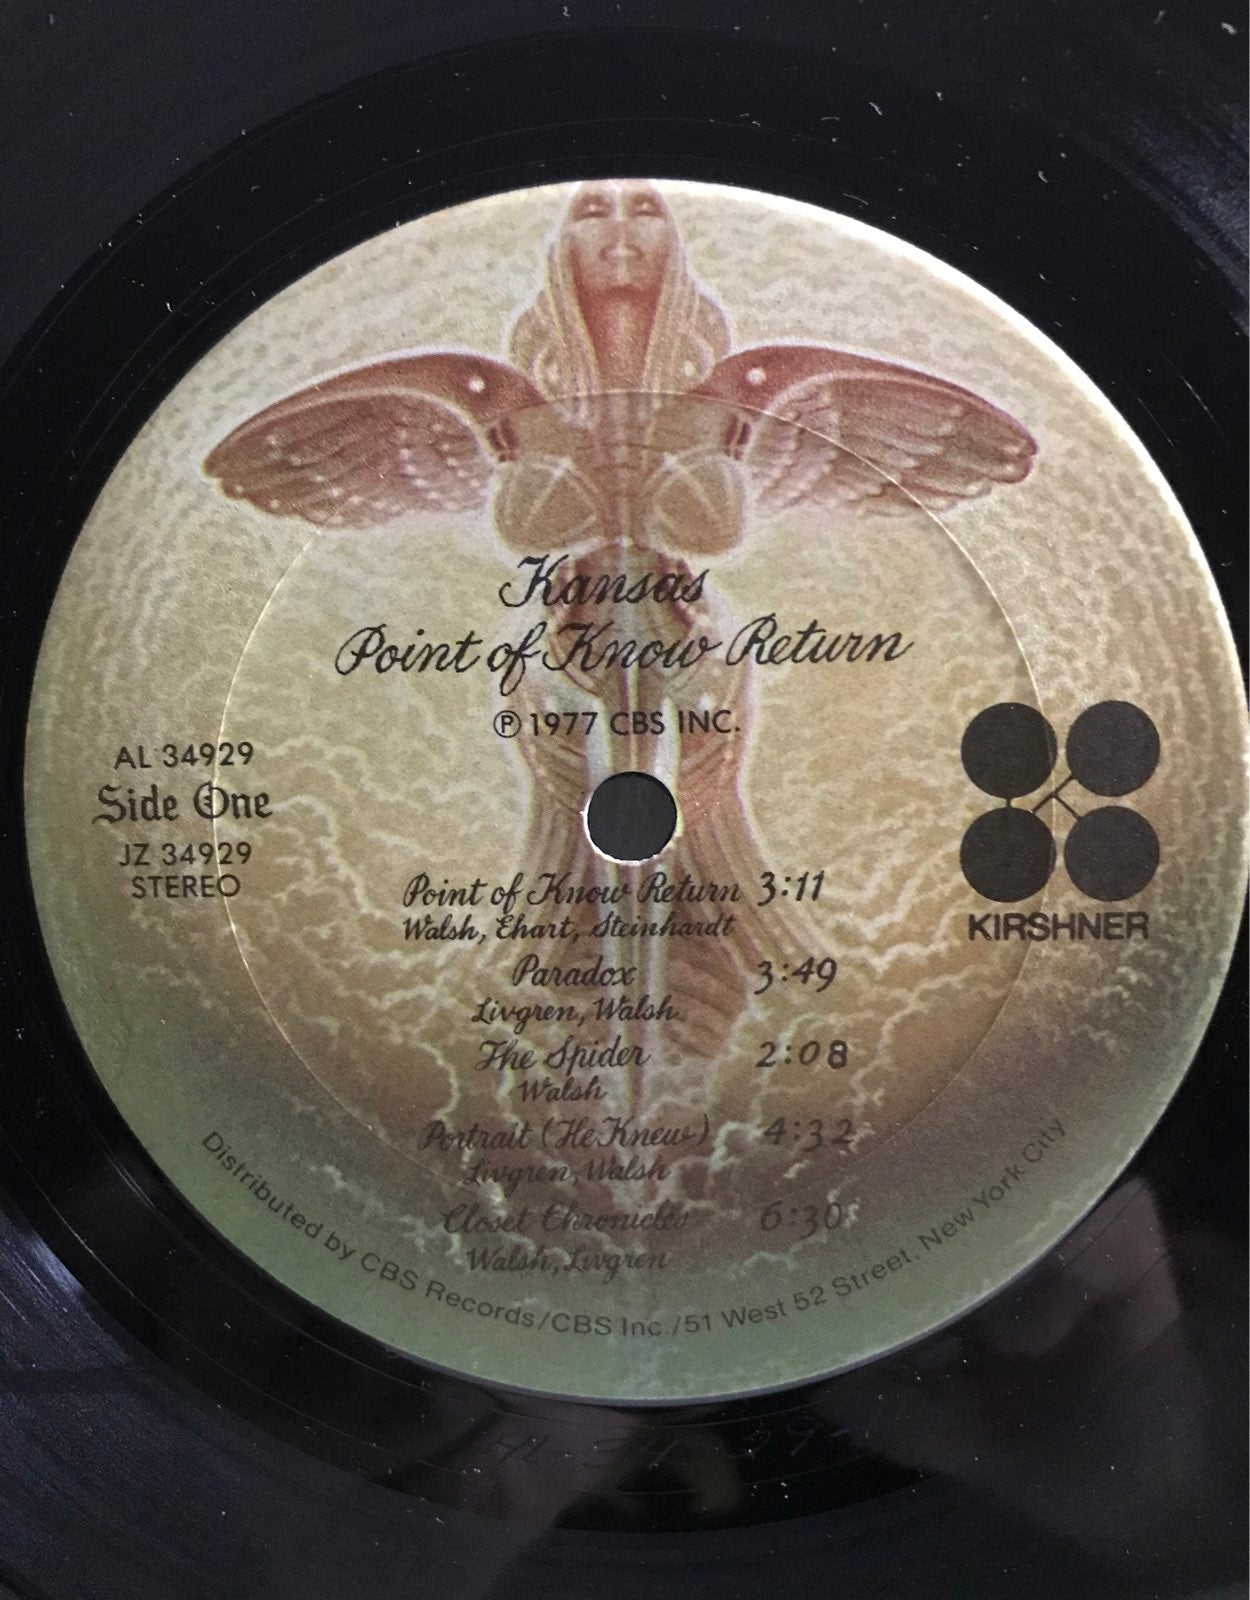 Kansas
Point of Know Return
℗ 1977 CBS INC.
AL 34929
Side One
JZ 34929
STEREO
KIRSHNER
Point of Know Return 3:11
Walsh, Ehart, Steinhardt
Paradox 3:49
Livgren, Walsh
The Spider 2:08
Walsh
Portrait (He Knew) 4:32
Livgren, Walsh
Closet Chronicles 6:30
Walsh, Livgren
Distributed by CBS Records/CBS Inc./51 West 52 Street, New York City